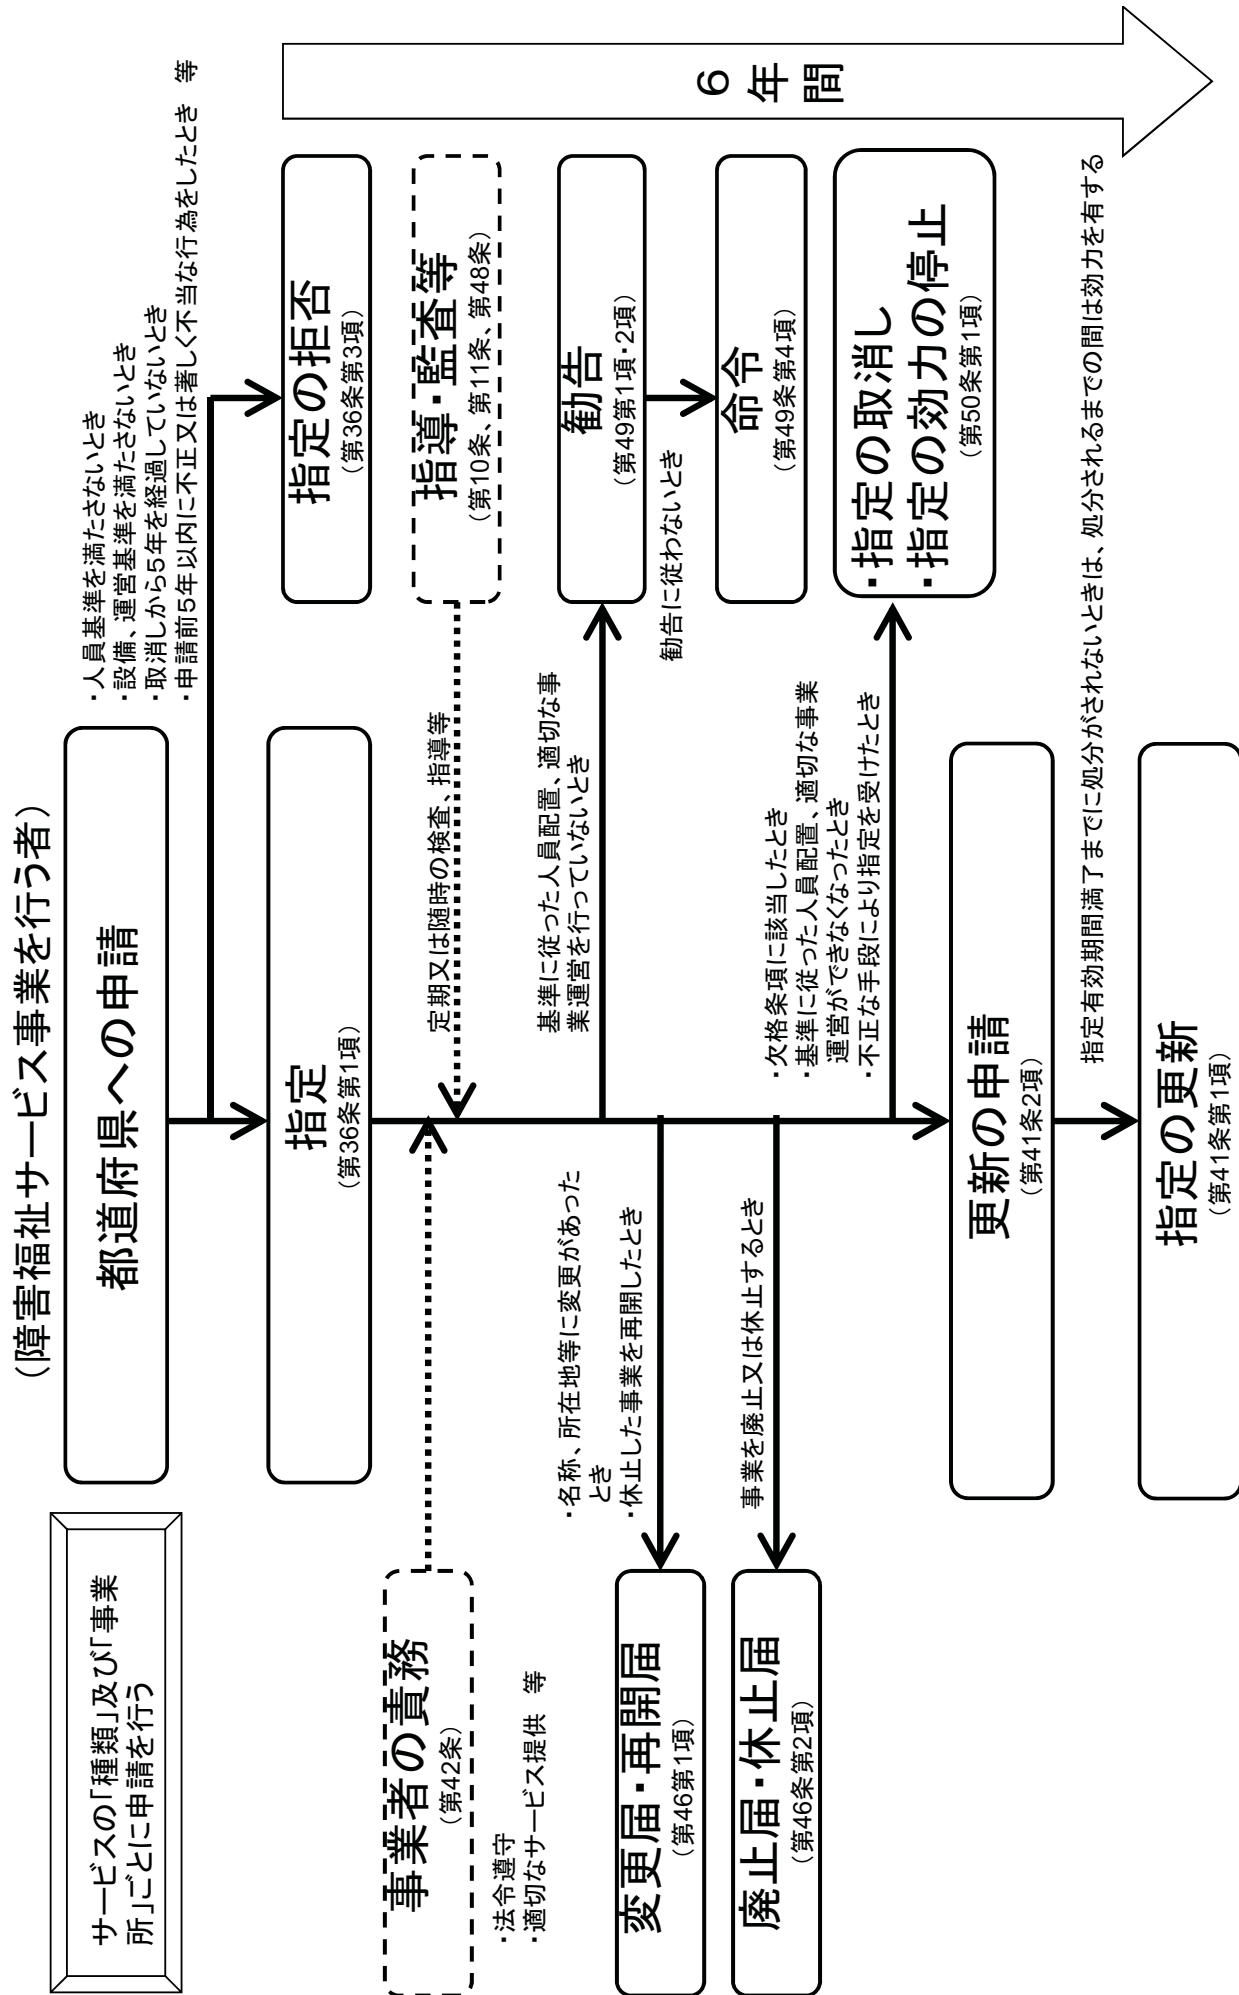 （障害福祉サービス事業を行う者）
サービスの「種類」及び「事業
所」ごとに申請を行う
都道府県への申請
・人員基準を満たさないとき
・設備、運営基準を満たさないとき
・取消しから５年を経過していないとき
・申請前５年以内に不正又は著しく不当な行為をしたとき　等
指定
（第36条第1項）
指定の拒否
（第36条第3項）
６年間
事業者の責務
（第42条）
・法令遵守
・適切なサービス提供　等
定期又は随時の検査、指導等
指導・監査等
（第10条、第11条、第48条）
基準に従った人員配置、適切な事
業運営を行っていないとき
勧告
（第49第1項・2項）
勧告に従わないとき
命令
（第49条第4項）
・名称、所在地等に変更があった
とき
・休止した事業を再開したとき
変更届・再開届
（第46第1項）
事業を廃止又は休止するとき
廃止届・休止届
（第46条第2項）
・欠格条項に該当したとき
・基準に従った人員配置、適切な事業
運営ができなくなったとき
・不正な手段により指定を受けたとき
・指定の取消し
・指定の効力の停止
（第50条第1項）
更新の申請
（第41条2項）
指定有効期間満了までに処分がされないときは、処分されるまでの間は効力を有する
指定の更新
（第41条第1項）